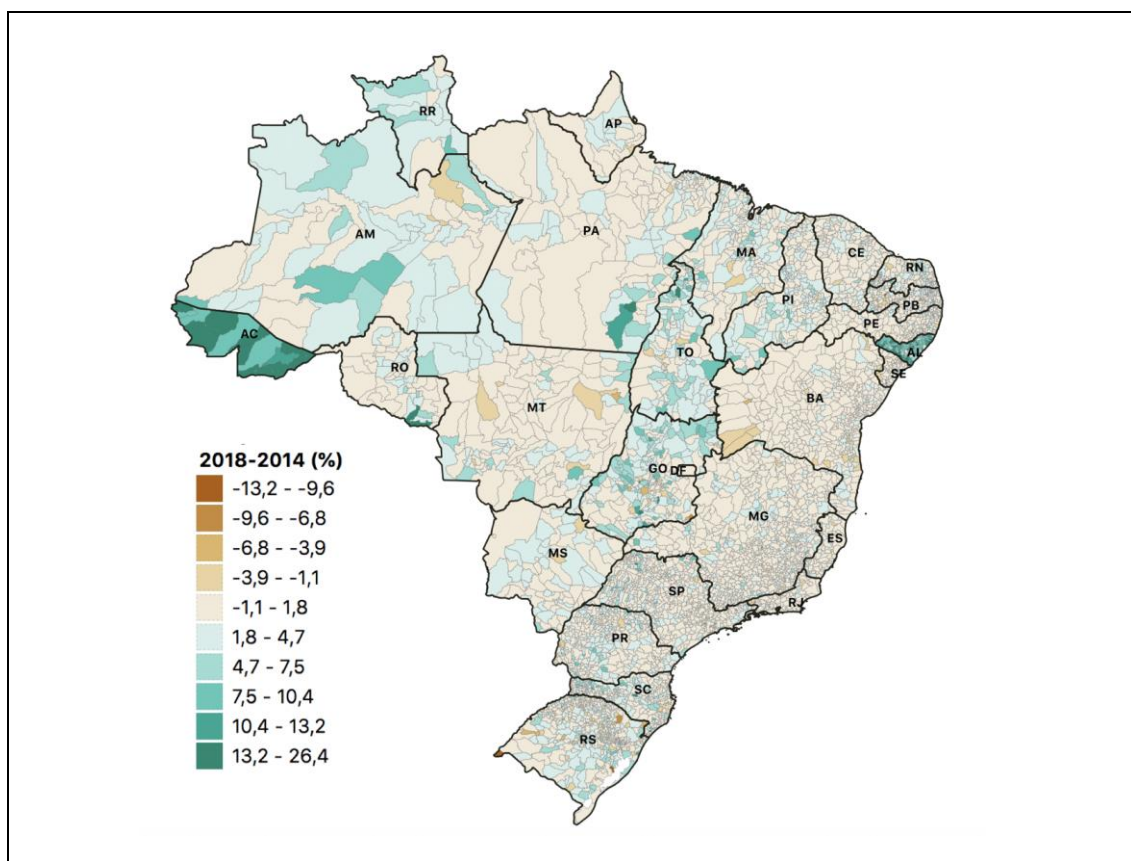 RR
AP
AM
PA
MA
CE
RN
PB
PI
PE
AC
AL
TO
SE
RO
BA
MT
2018-2014 (%)
-13,2 - -9,6
-9,6 - -6,8
-6,8 - -3,9
-3,9 - -1,1
-1,1 - 1,8
1,8 - 4,7
4,7 - 7,5
7,5 - 10,4
10,4 - 13,2
13,2 - 26,4
GO
DF
MG
ES
MS
SP
RJ
PR
SC
RS